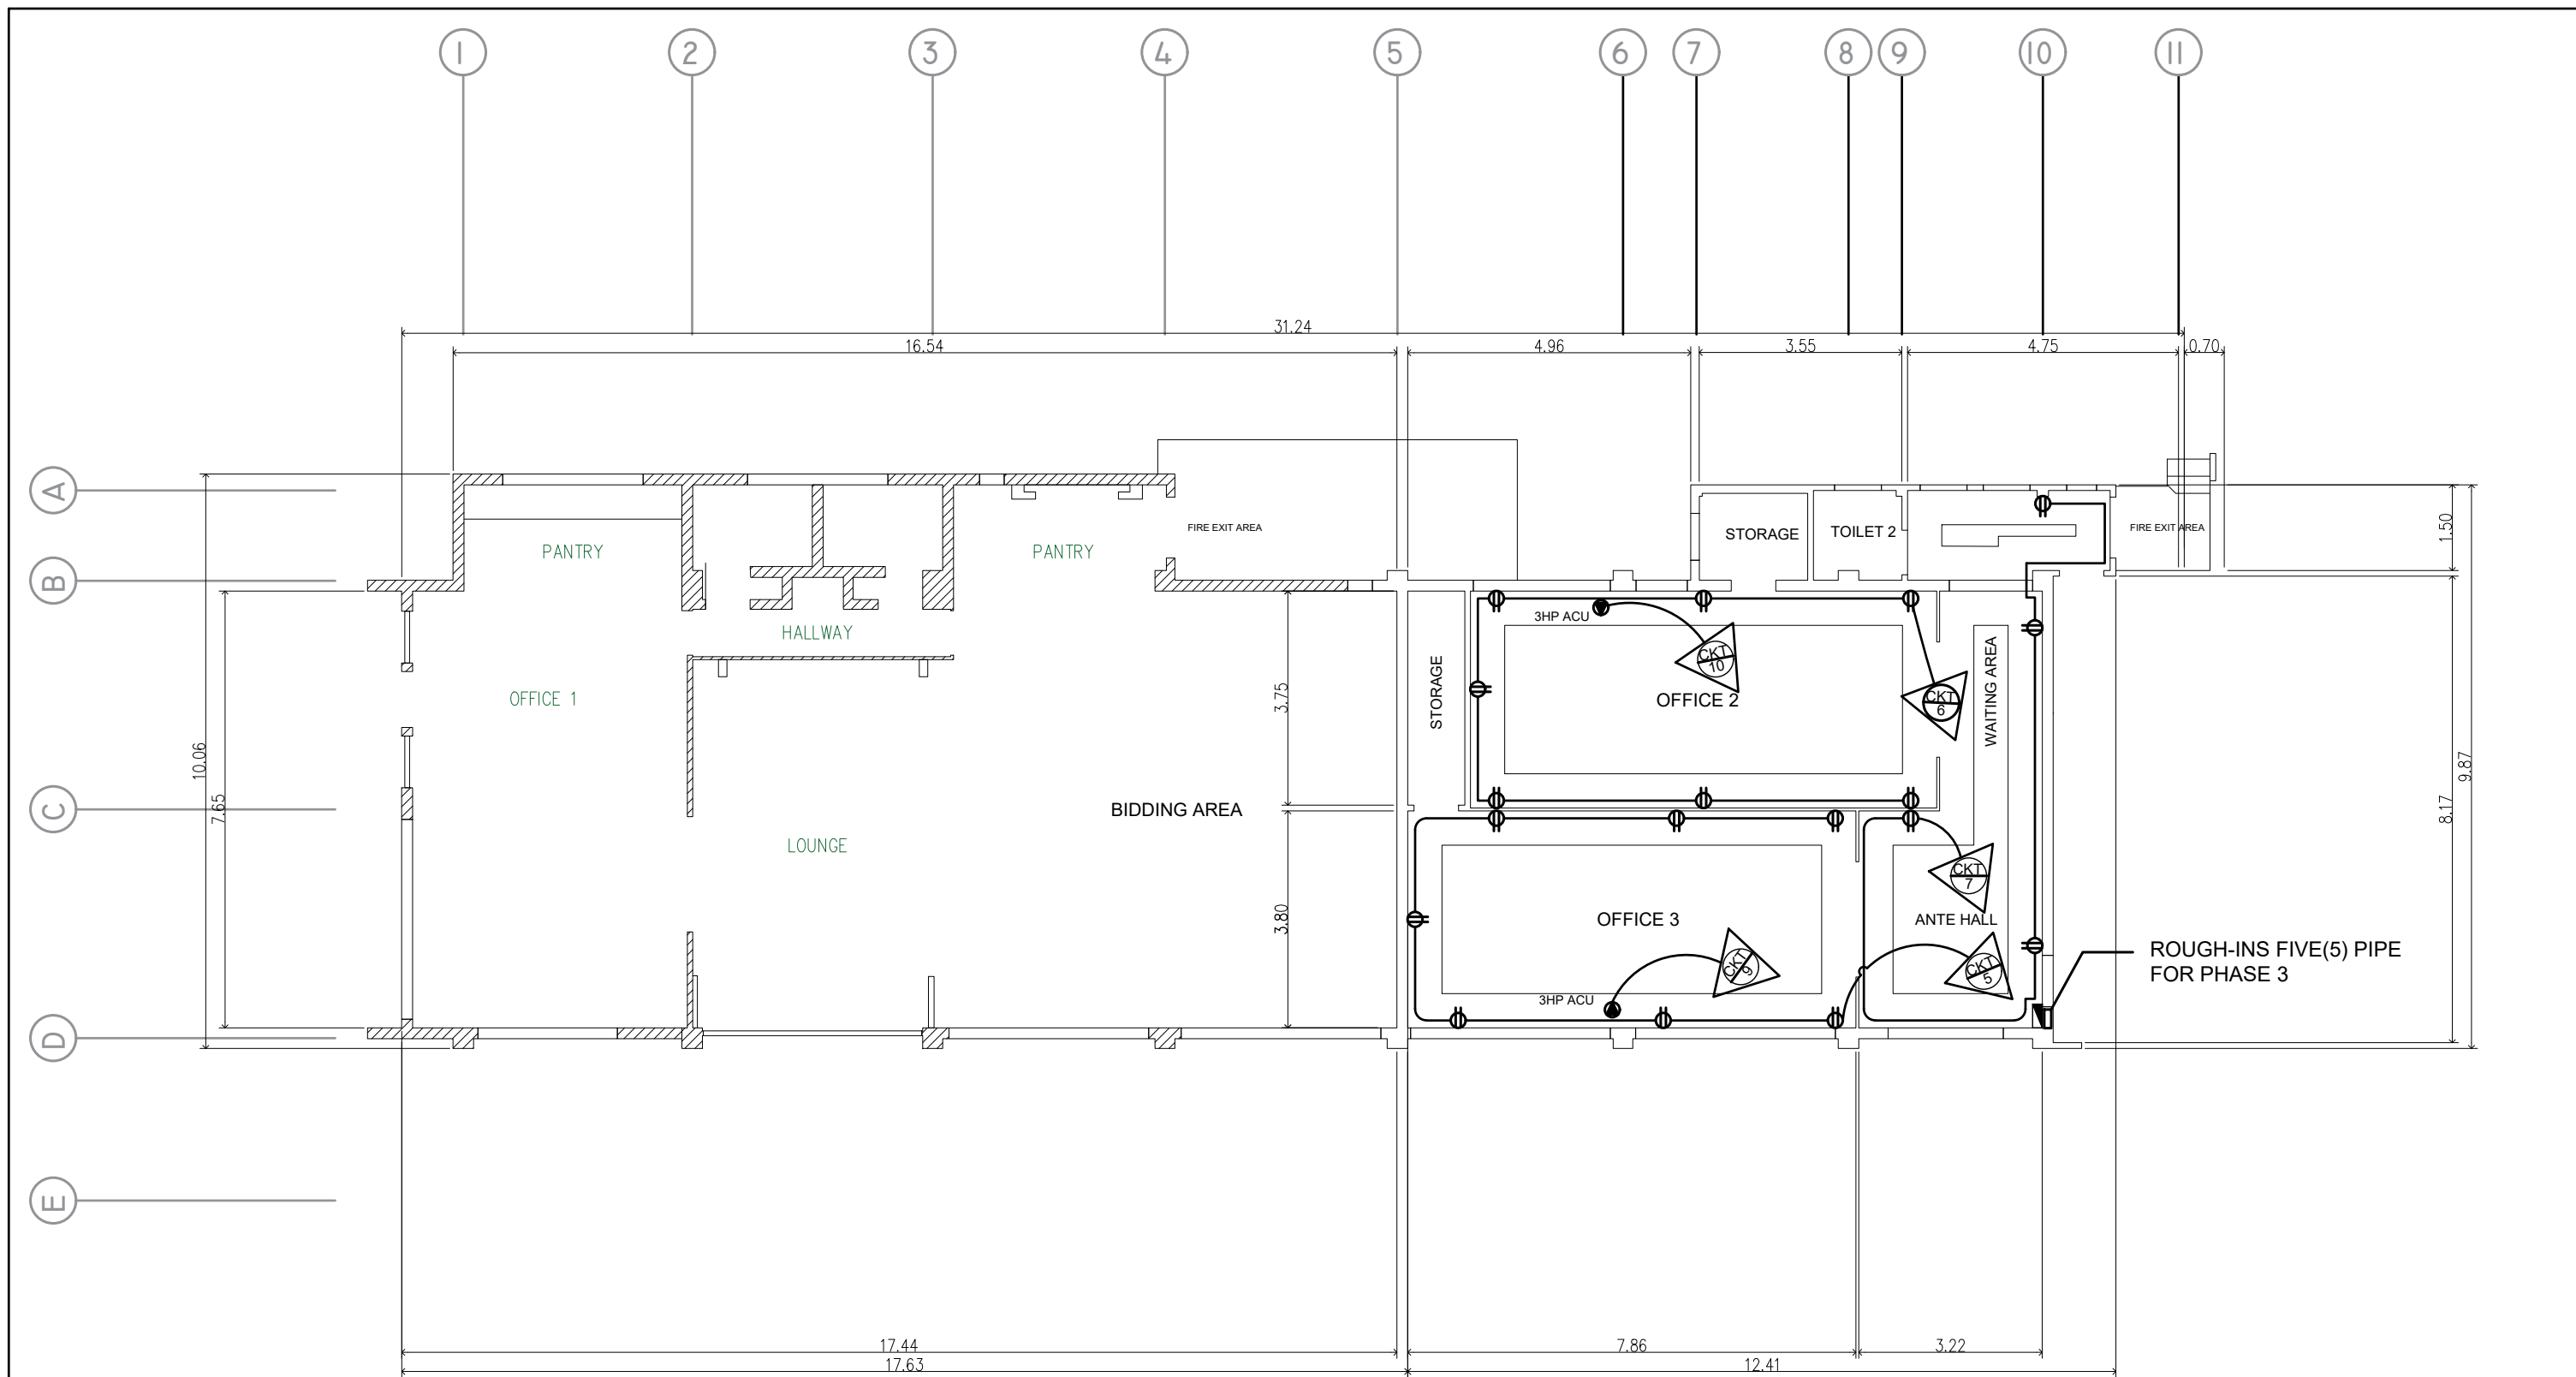 1 2 3 4 5 6 7 8 9 10 11
31.24
16.54 4.96 3.55 4.75 0.70
A
FIRE EXIT AREA
STORAGE
TOILET 2
FIRE EXIT AREA
1.50
PANTRY
PANTRY
B
3HP ACU
HALLWAY
CKT
10
STORAGE
OFFICE 2
CKT
6
WAITING AREA
OFFICE 1
3.75
10.06
7.65
9.87
8.17
C
BIDDING AREA
LOUNGE
CKT
7
3.80
OFFICE 3
ANTE HALL
CKT
9
CKT
5
3HP ACU
ROUGH-INS FIVE(5) PIPE
FOR PHASE 3
D
E
17.44 7.86 3.22
17.63 12.41